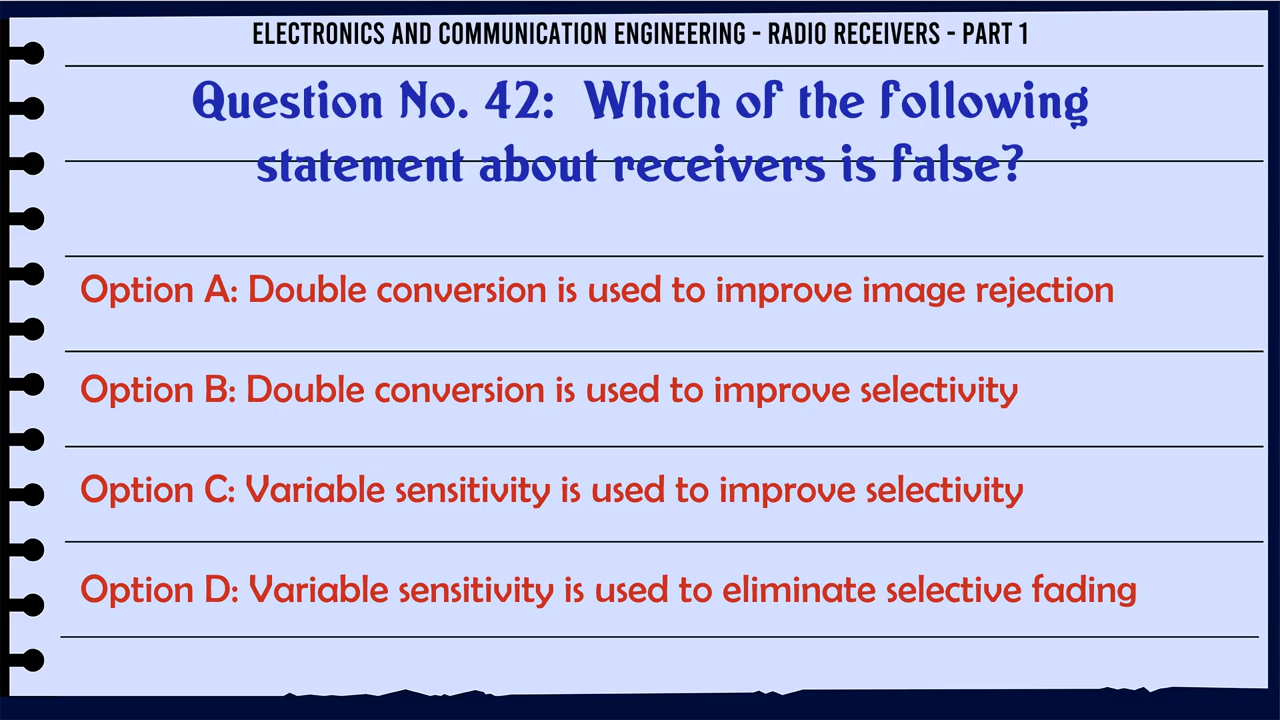 ELECTRONICS AND COMMUNICATION ENGINEERING - RADIO RECEIVERS - PART 1
Question No. 42: Which of the following
statement about receivers is false?
Option A: Double conversion is used to improve image rejection
Option B: Double conversion is used to improve selectivity
Option C: Variable sensitivity is used to improve selectivity
Option D: Variable sensitivity is used to eliminate selective fading